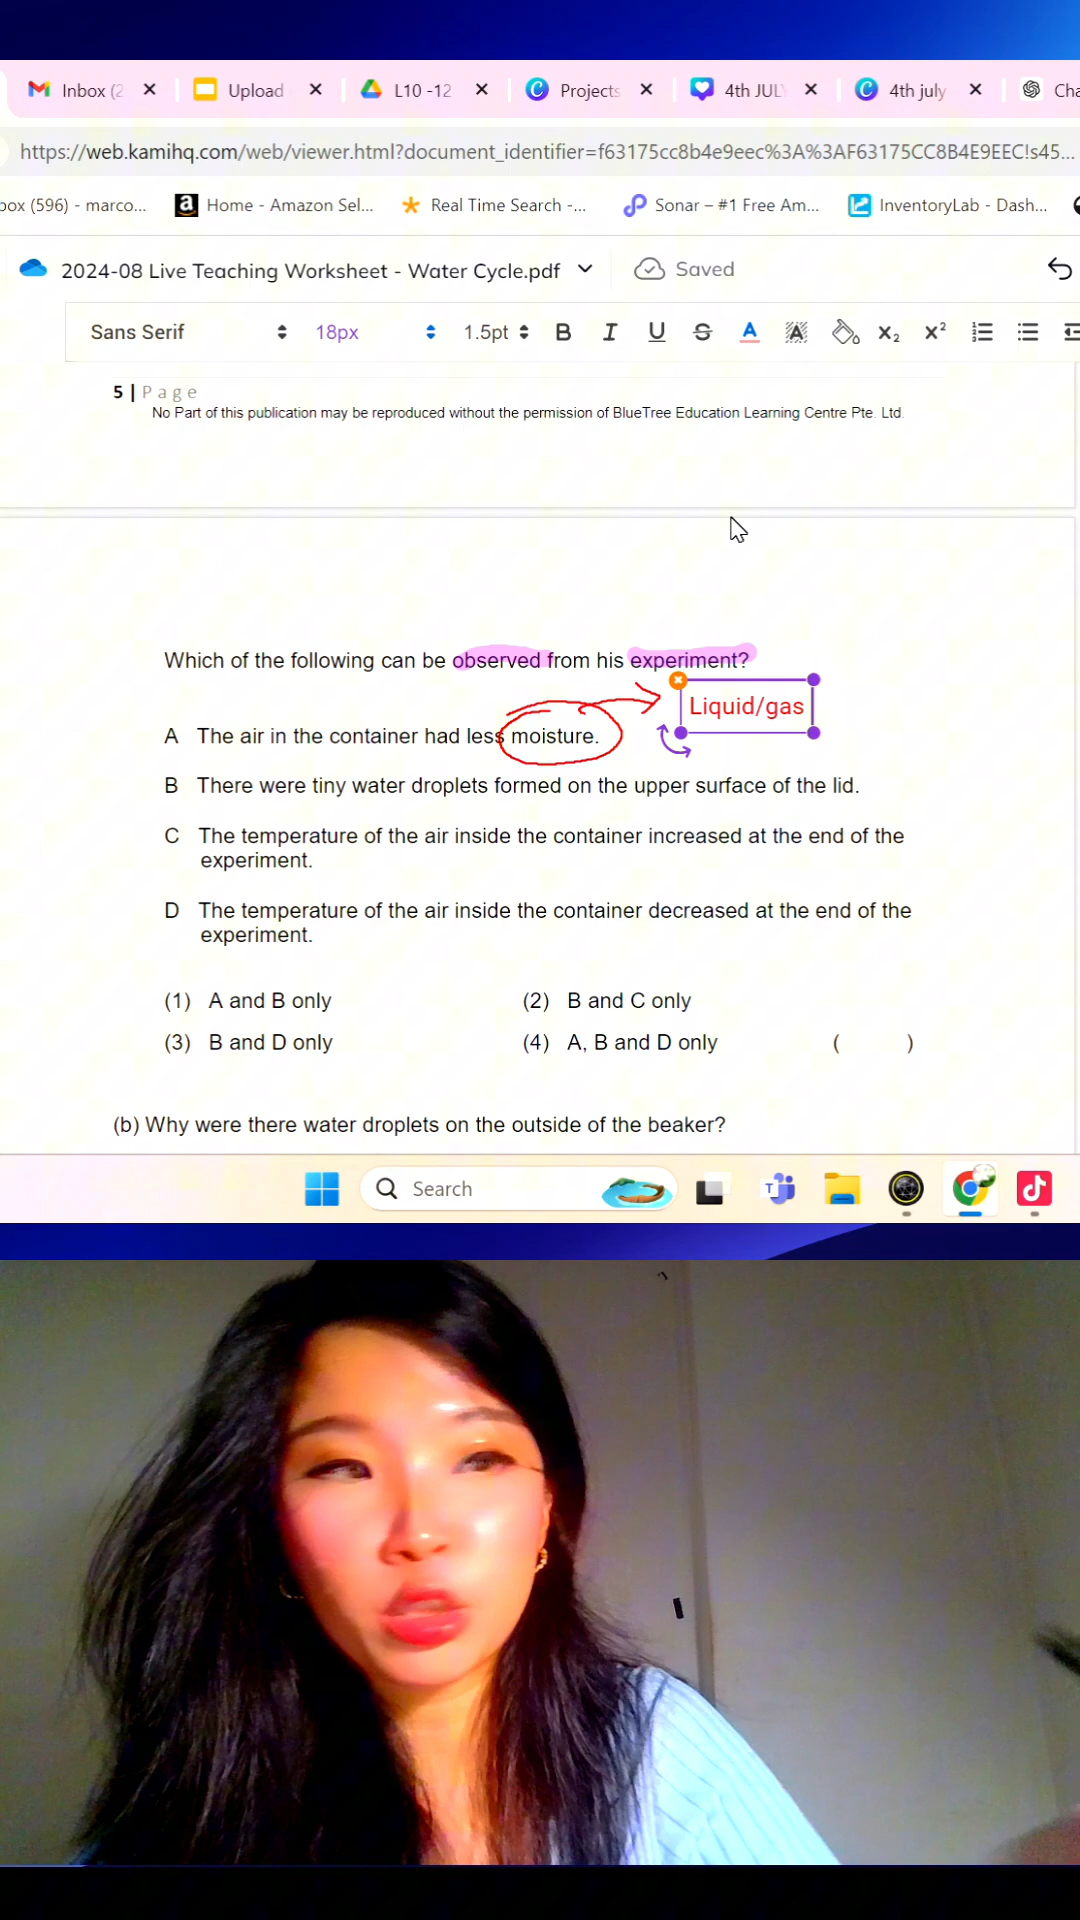 Inbox (2
Upload
L10 -12
Projects
4th JUL
4th july
Cha
https://web.kamihq.com/web/viewer.html?document_identifier=f63175cc8b4e9eec%3A%3AF63175CC8B4E9EEC!s45...
box (596) - marco...
Home - Amazon Sel...
Real Time Search -...
Sonar – #1 Free Am...
InventoryLab - Dash...
2024-08 Live Teaching Worksheet - Water Cycle.pdf
Saved
Sans Serif
18px
1.5pt
B I U S A A X₂ X²
5 | Page
No Part of this publication may be reproduced without the permission of BlueTree Education Learning Centre Pte. Ltd.
Which of the following can be observed from his experiment?
Liquid/gas
A The air in the container had less moisture.
B There were tiny water droplets formed on the upper surface of the lid.
C The temperature of the air inside the container increased at the end of the
experiment.
D The temperature of the air inside the container decreased at the end of the
experiment.
(1) A and B only (2) B and C only
(3) B and D only (4) A, B and D only ( )
(b) Why were there water droplets on the outside of the beaker?
Search